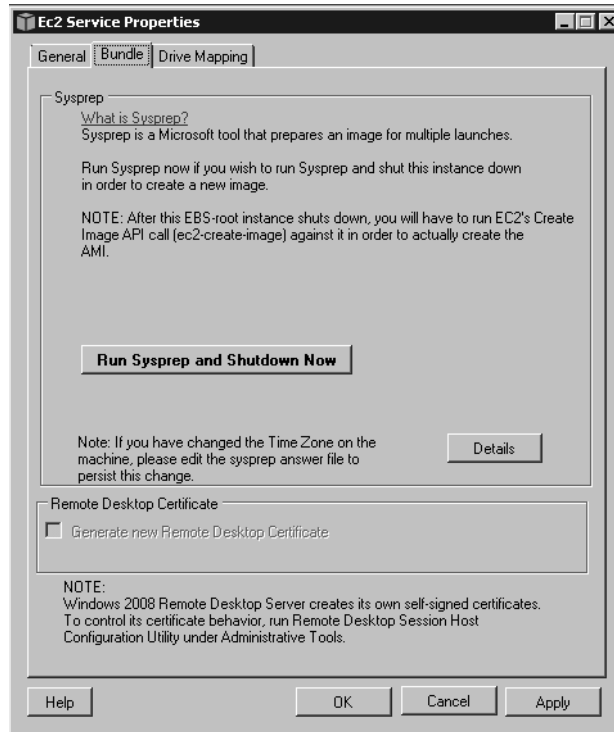 Ec2 Service Properties
General Bundle Drive Mapping
Sysprep
What is Sysprep?
Sysprep is a Microsoft tool that prepares an image for multiple launches.
Run Sysprep now if you wish to run Sysprep and shut this instance down
in order to create a new image.
NOTE: After this EBS-root instance shuts down, you will have to run EC2's Create
Image API call (ec2-create-image) against it in order to actually create the
AMI.
Run Sysprep and Shutdown Now
Note: If you have changed the Time Zone on the
machine, please edit the sysprep answer file to
persist this change.
Details
Remote Desktop Certificate
Generate new Remote Desktop Certificate
NOTE:
Windows 2008 Remote Desktop Server creates its own self-signed certificates.
To control its certificate behavior, run Remote Desktop Session Host
Configuration Utility under Administrative Tools.
Help OK Cancel Apply